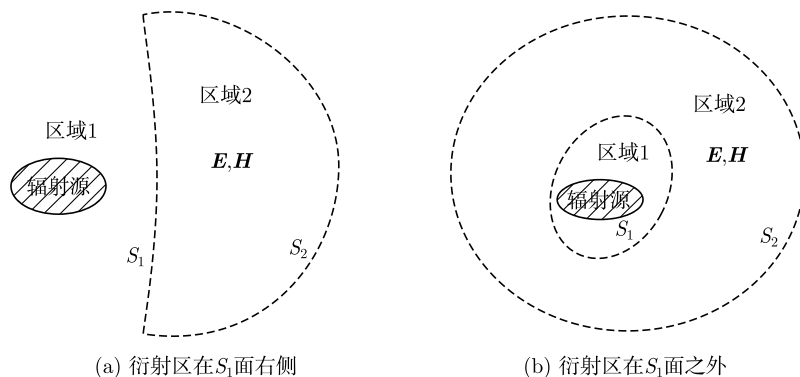 区域1
辐射源
S₁
区域2
E,H
S₂
(a) 衍射区在S₁面右侧
区域2
区域1
E,H
辐射源
S₁
S₂
(b) 衍射区在S₁面之外